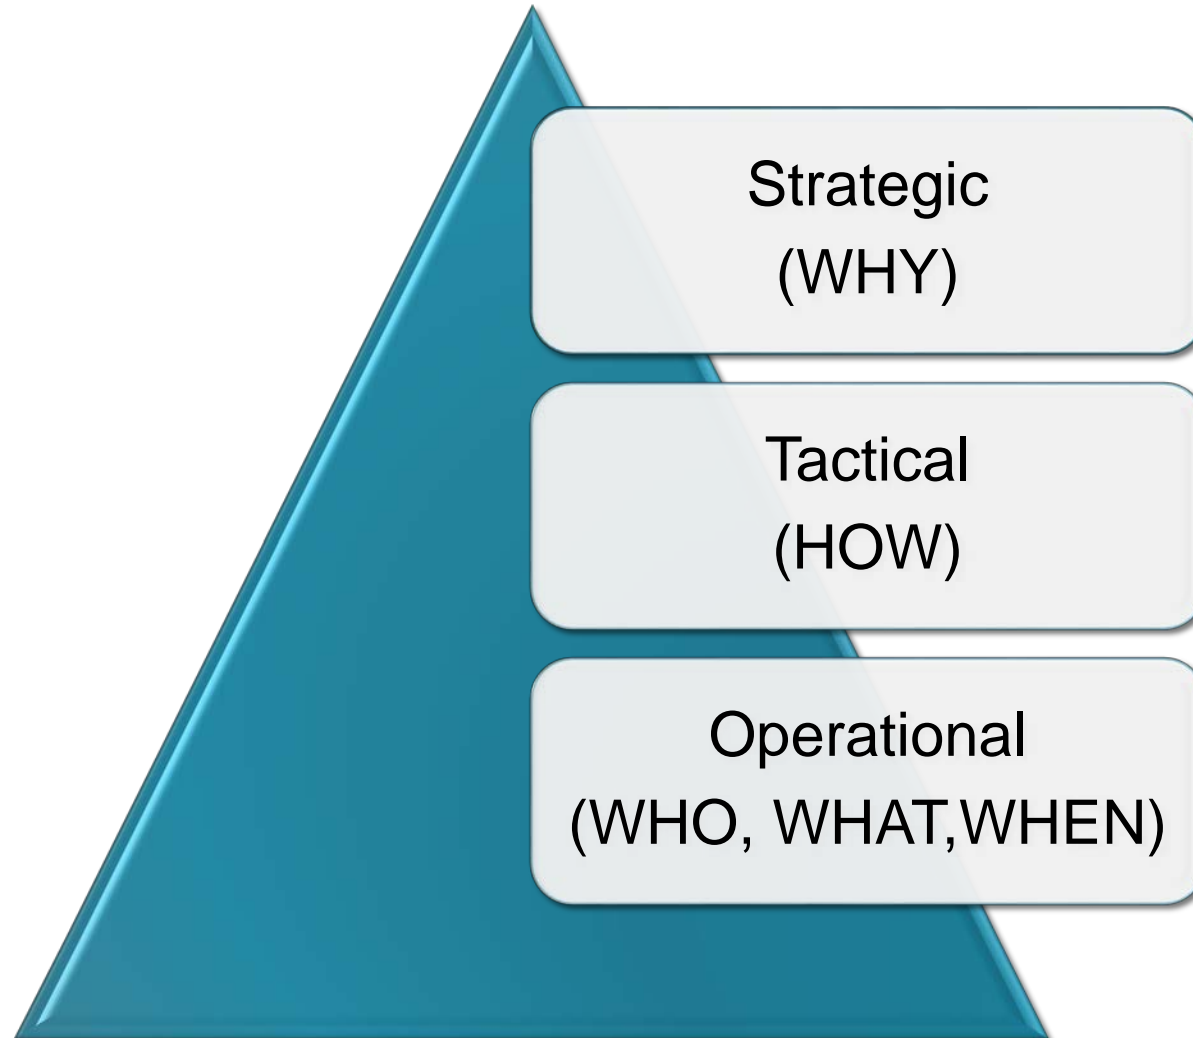 Strategic
(WHY)
Tactical
(HOW)
Operational
(WHO, WHAT,WHEN)